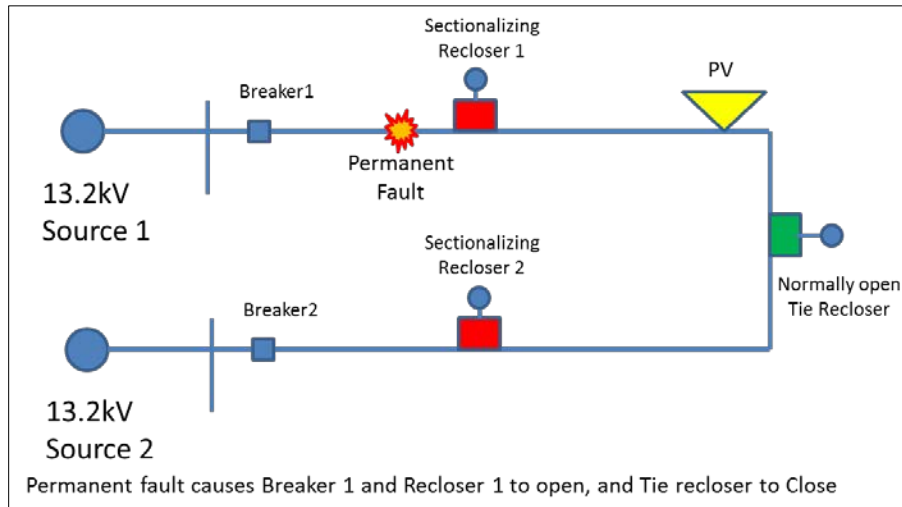 Sectionalizing
Recloser 1
PV
Breaker1
Permanent
Fault
13.2kV
Source 1
Sectionalizing
Recloser 2
Normally open
Tie Recloser
Breaker2
13.2kV
Source 2
Permanent fault causes Breaker 1 and Recloser 1 to open, and Tie recloser to Close